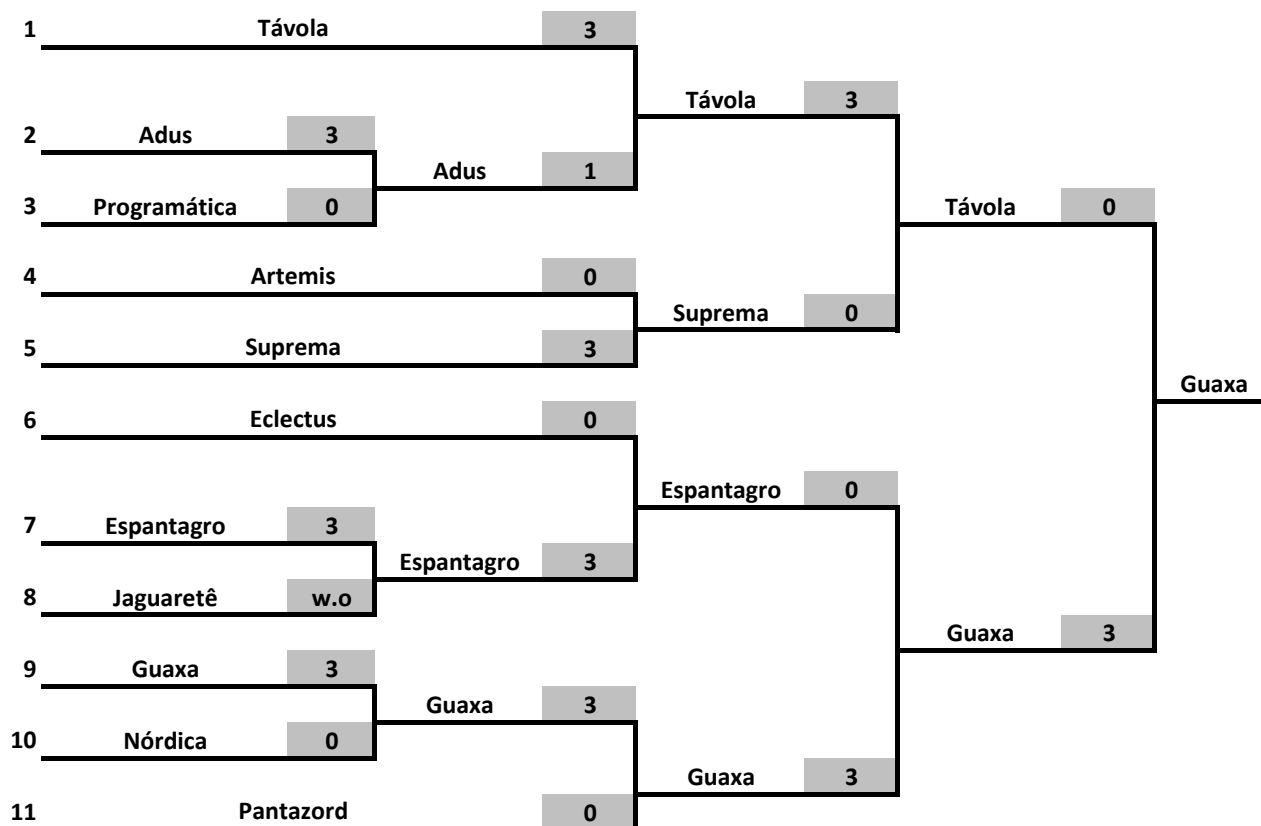 1 Távola 3
Távola 3
2 Adus 3
Adus 1
3 Programática 0
Távola 0
4 Artemis 0
Suprema 0
5 Suprema 3
Guaxa
6 Eclectus 0
Espantagro 0
7 Espantagro 3
Espantagro 3
8 Jaguaretê w.o
Guaxa 3
9 Guaxa 3
Guaxa 3
10 Nórdica 0
Guaxa 3
11 Pantazord 0